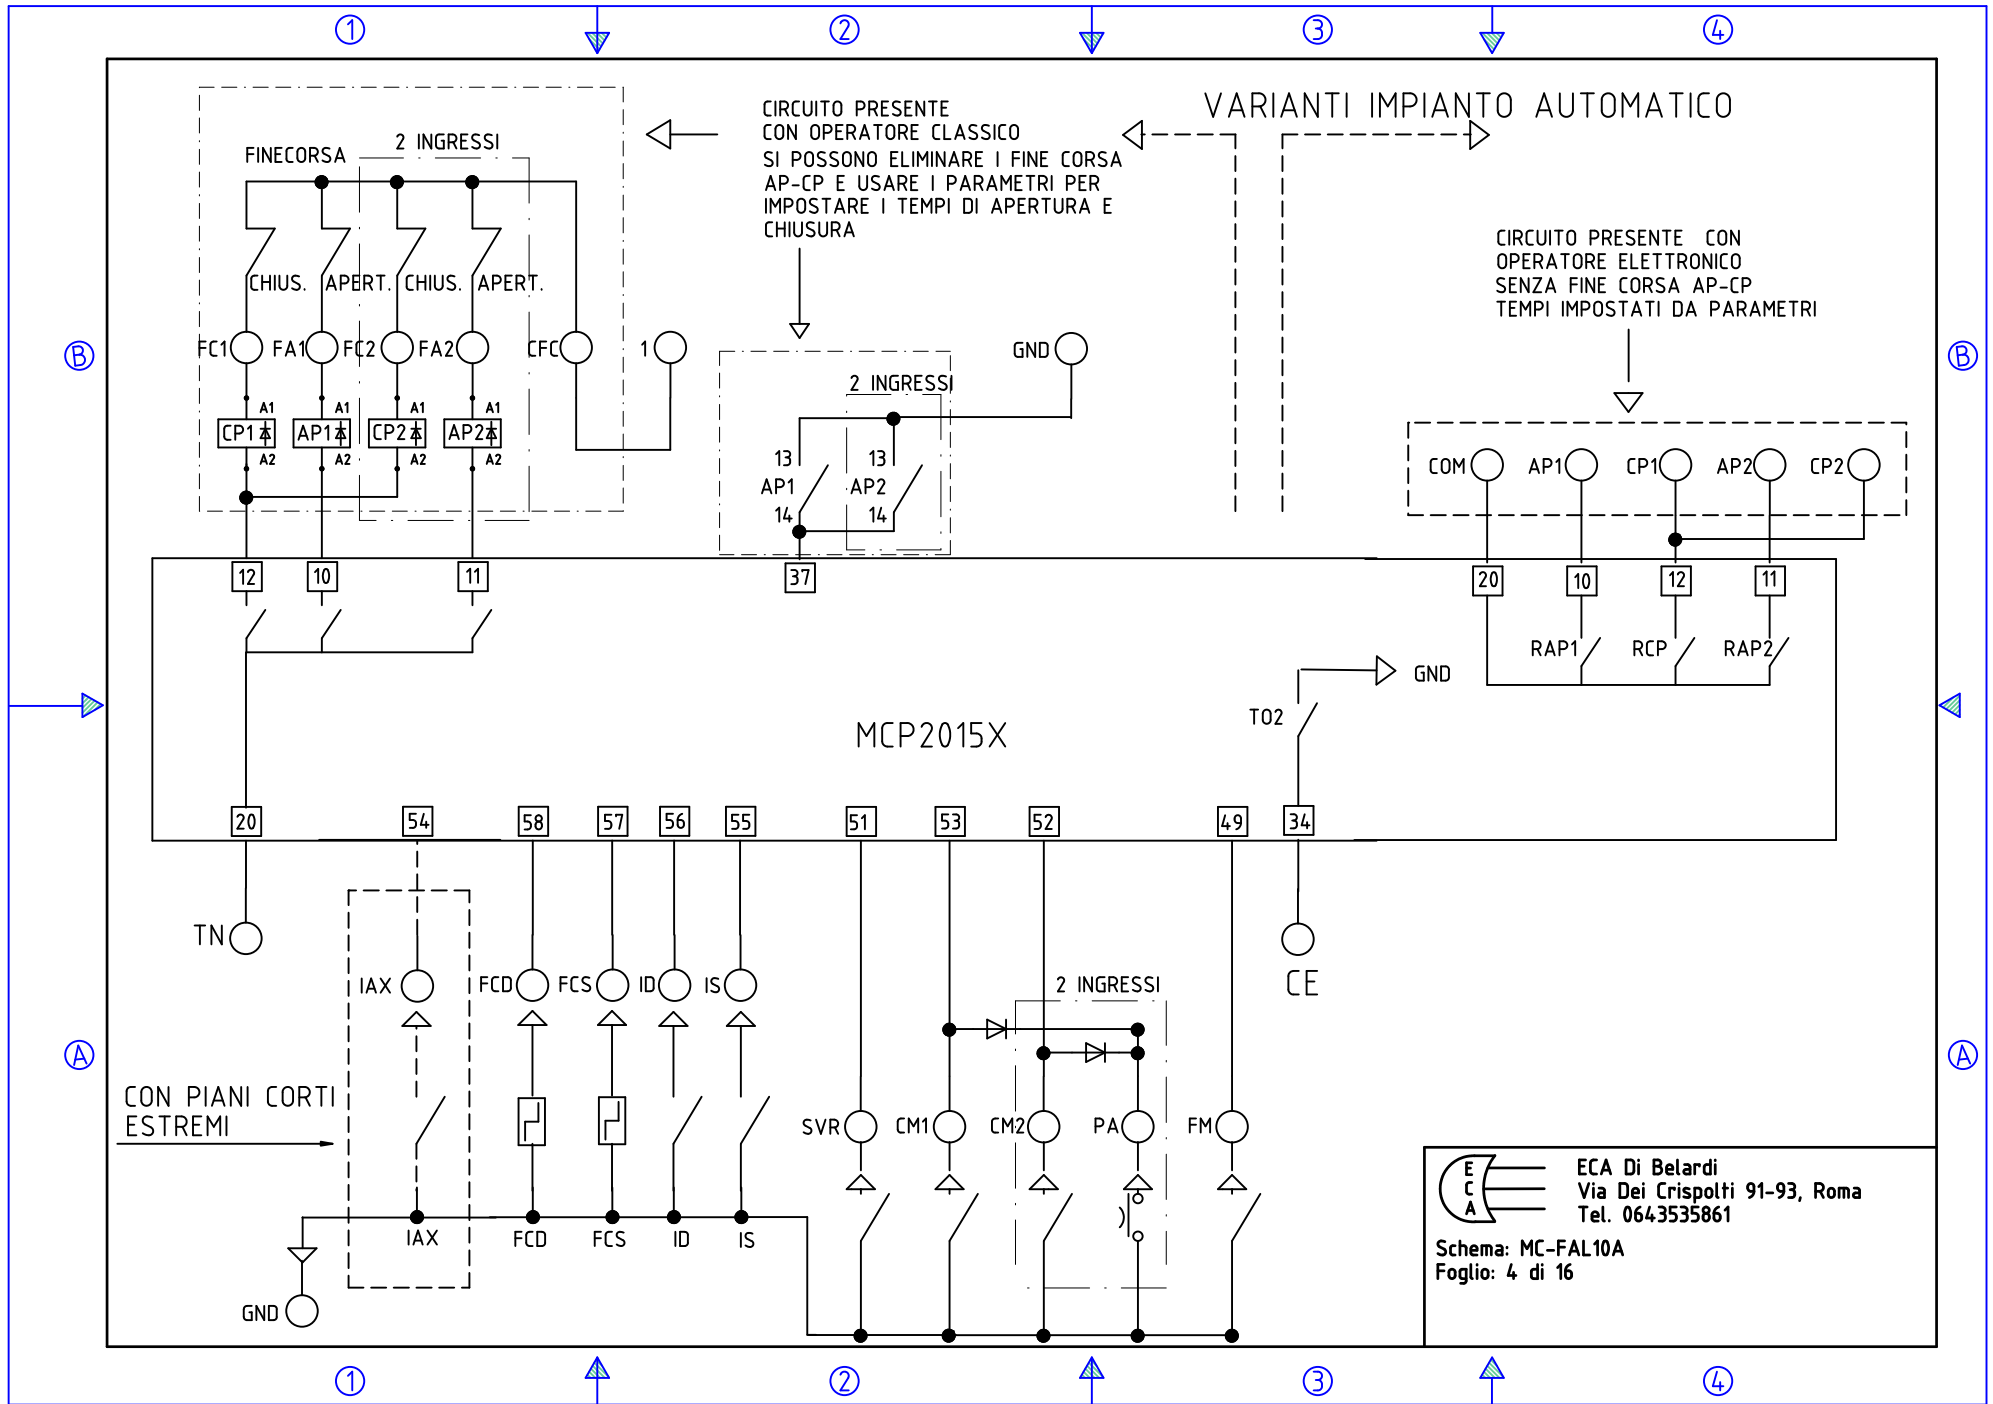 1 2 3 4
VARIANTI IMPIANTO AUTOMATICO
CIRCUITO PRESENTE
CON OPERATORE CLASSICO
SI POSSONO ELIMINARE I FINE CORSA
AP-CP E USARE I PARAMETRI PER
IMPOSTARE I TEMPI DI APERTURA E
CHIUSURA
2 INGRESSI
FINECORSA
CHIUS. APERT. CHIUS. APERT.
FC1 FA1 FC2 FA2 CFC 1
A1 A1 A1 A1
CP1 AP1 CP2 AP2
A2 A2 A2 A2
GND
2 INGRESSI
13 13
AP1 AP2
14 14
CIRCUITO PRESENTE CON
OPERATORE ELETTRONICO
SENZA FINE CORSA AP-CP
TEMPI IMPOSTATI DA PARAMETRI
COM AP1 CP1 AP2 CP2
B B
12 10 11 37 20 10 12 11
RAP1 RCP RAP2
GND
TO2
MCP2015X
20 54 58 57 56 55 51 53 52 49 34
TN
CE
IAX FCD FCS ID IS
2 INGRESSI
A A
CON PIANI CORTI
ESTREMI
SVR CM1 CM2 PA FM
IAX FCD FCS ID IS
GND
E
C
A
ECA Di Belardi
Via Dei Crispolti 91-93, Roma
Tel. 0643535861
Schema: MC-FAL10A
Foglio: 4 di 16
1 2 3 4